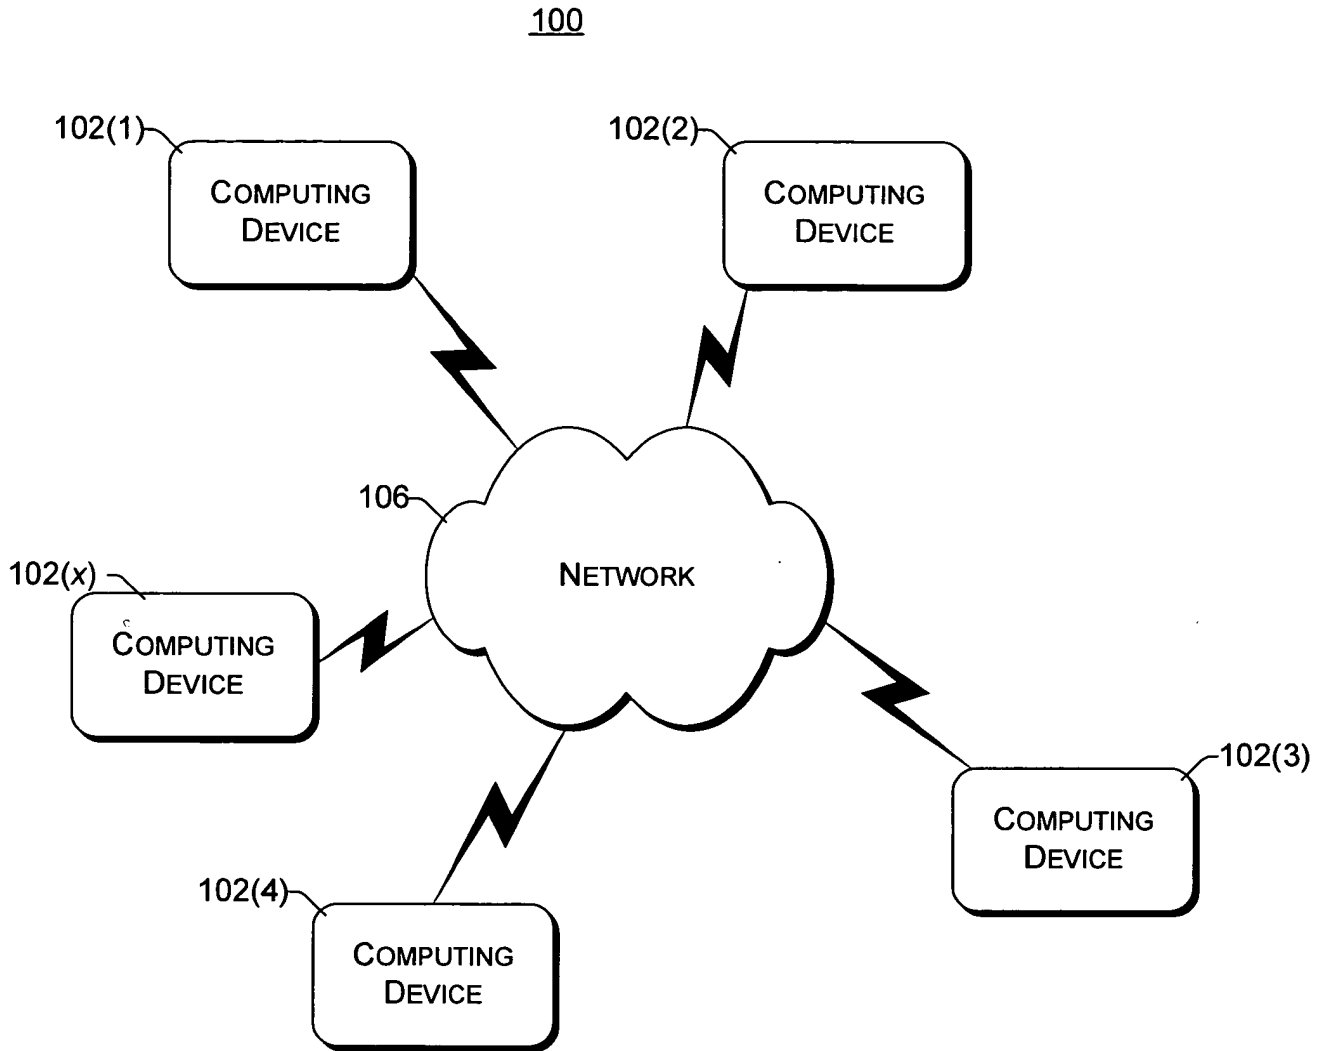 100
102(1)
COMPUTING
DEVICE
102(2)
COMPUTING
DEVICE
106
NETWORK
102(x)
COMPUTING
DEVICE
102(3)
COMPUTING
DEVICE
102(4)
COMPUTING
DEVICE